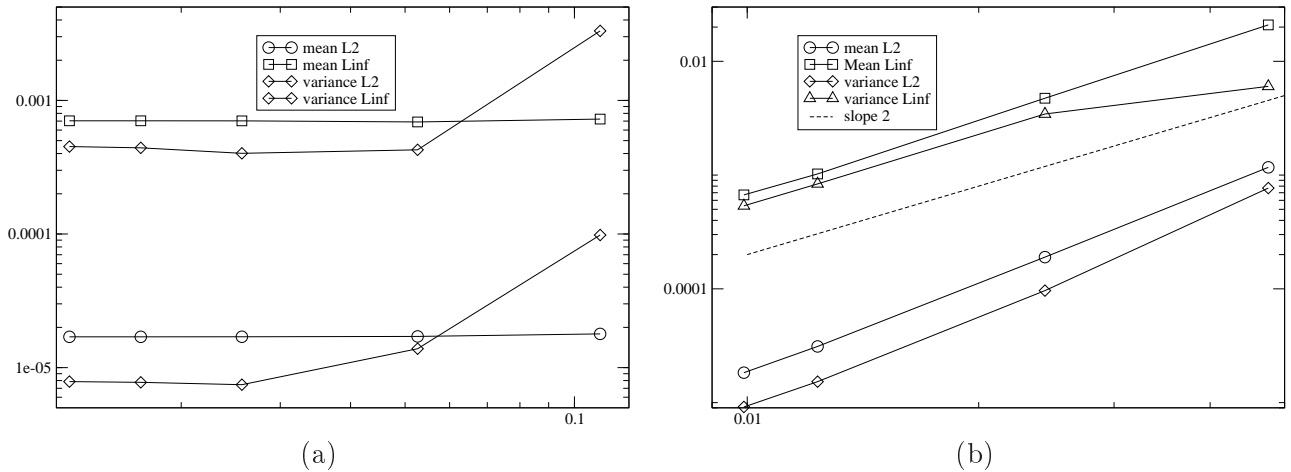 mean L2
mean Linf
variance L2
variance Linf
0.001
0.0001
1e-05
0.1
(a)
mean L2
Mean Linf
variance L2
variance Linf
slope 2
0.01
0.0001
0.01
(b)